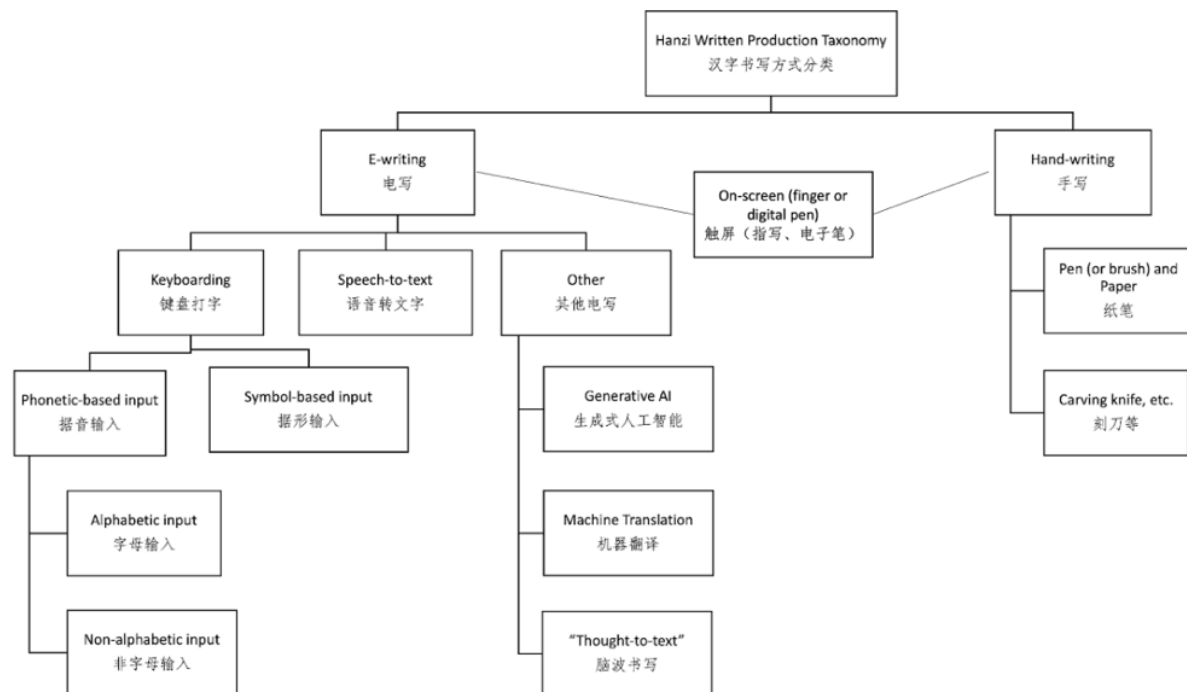 Hanzi Written Production Taxonomy
汉字书写方式分类
E-writing
电写
Hand-writing
手写
On-screen (finger or
digital pen)
触屏（指写、电子笔）
Keyboarding
键盘打字
Speech-to-text
语音转文字
Other
其他电写
Pen (or brush) and
Paper
纸笔
Phonetic-based input
据音输入
Symbol-based input
据形输入
Generative AI
生成式人工智能
Carving knife, etc.
刻刀等
Alphabetic input
字母输入
Machine Translation
机器翻译
Non-alphabetic input
非字母输入
“Thought-to-text”
脑波书写